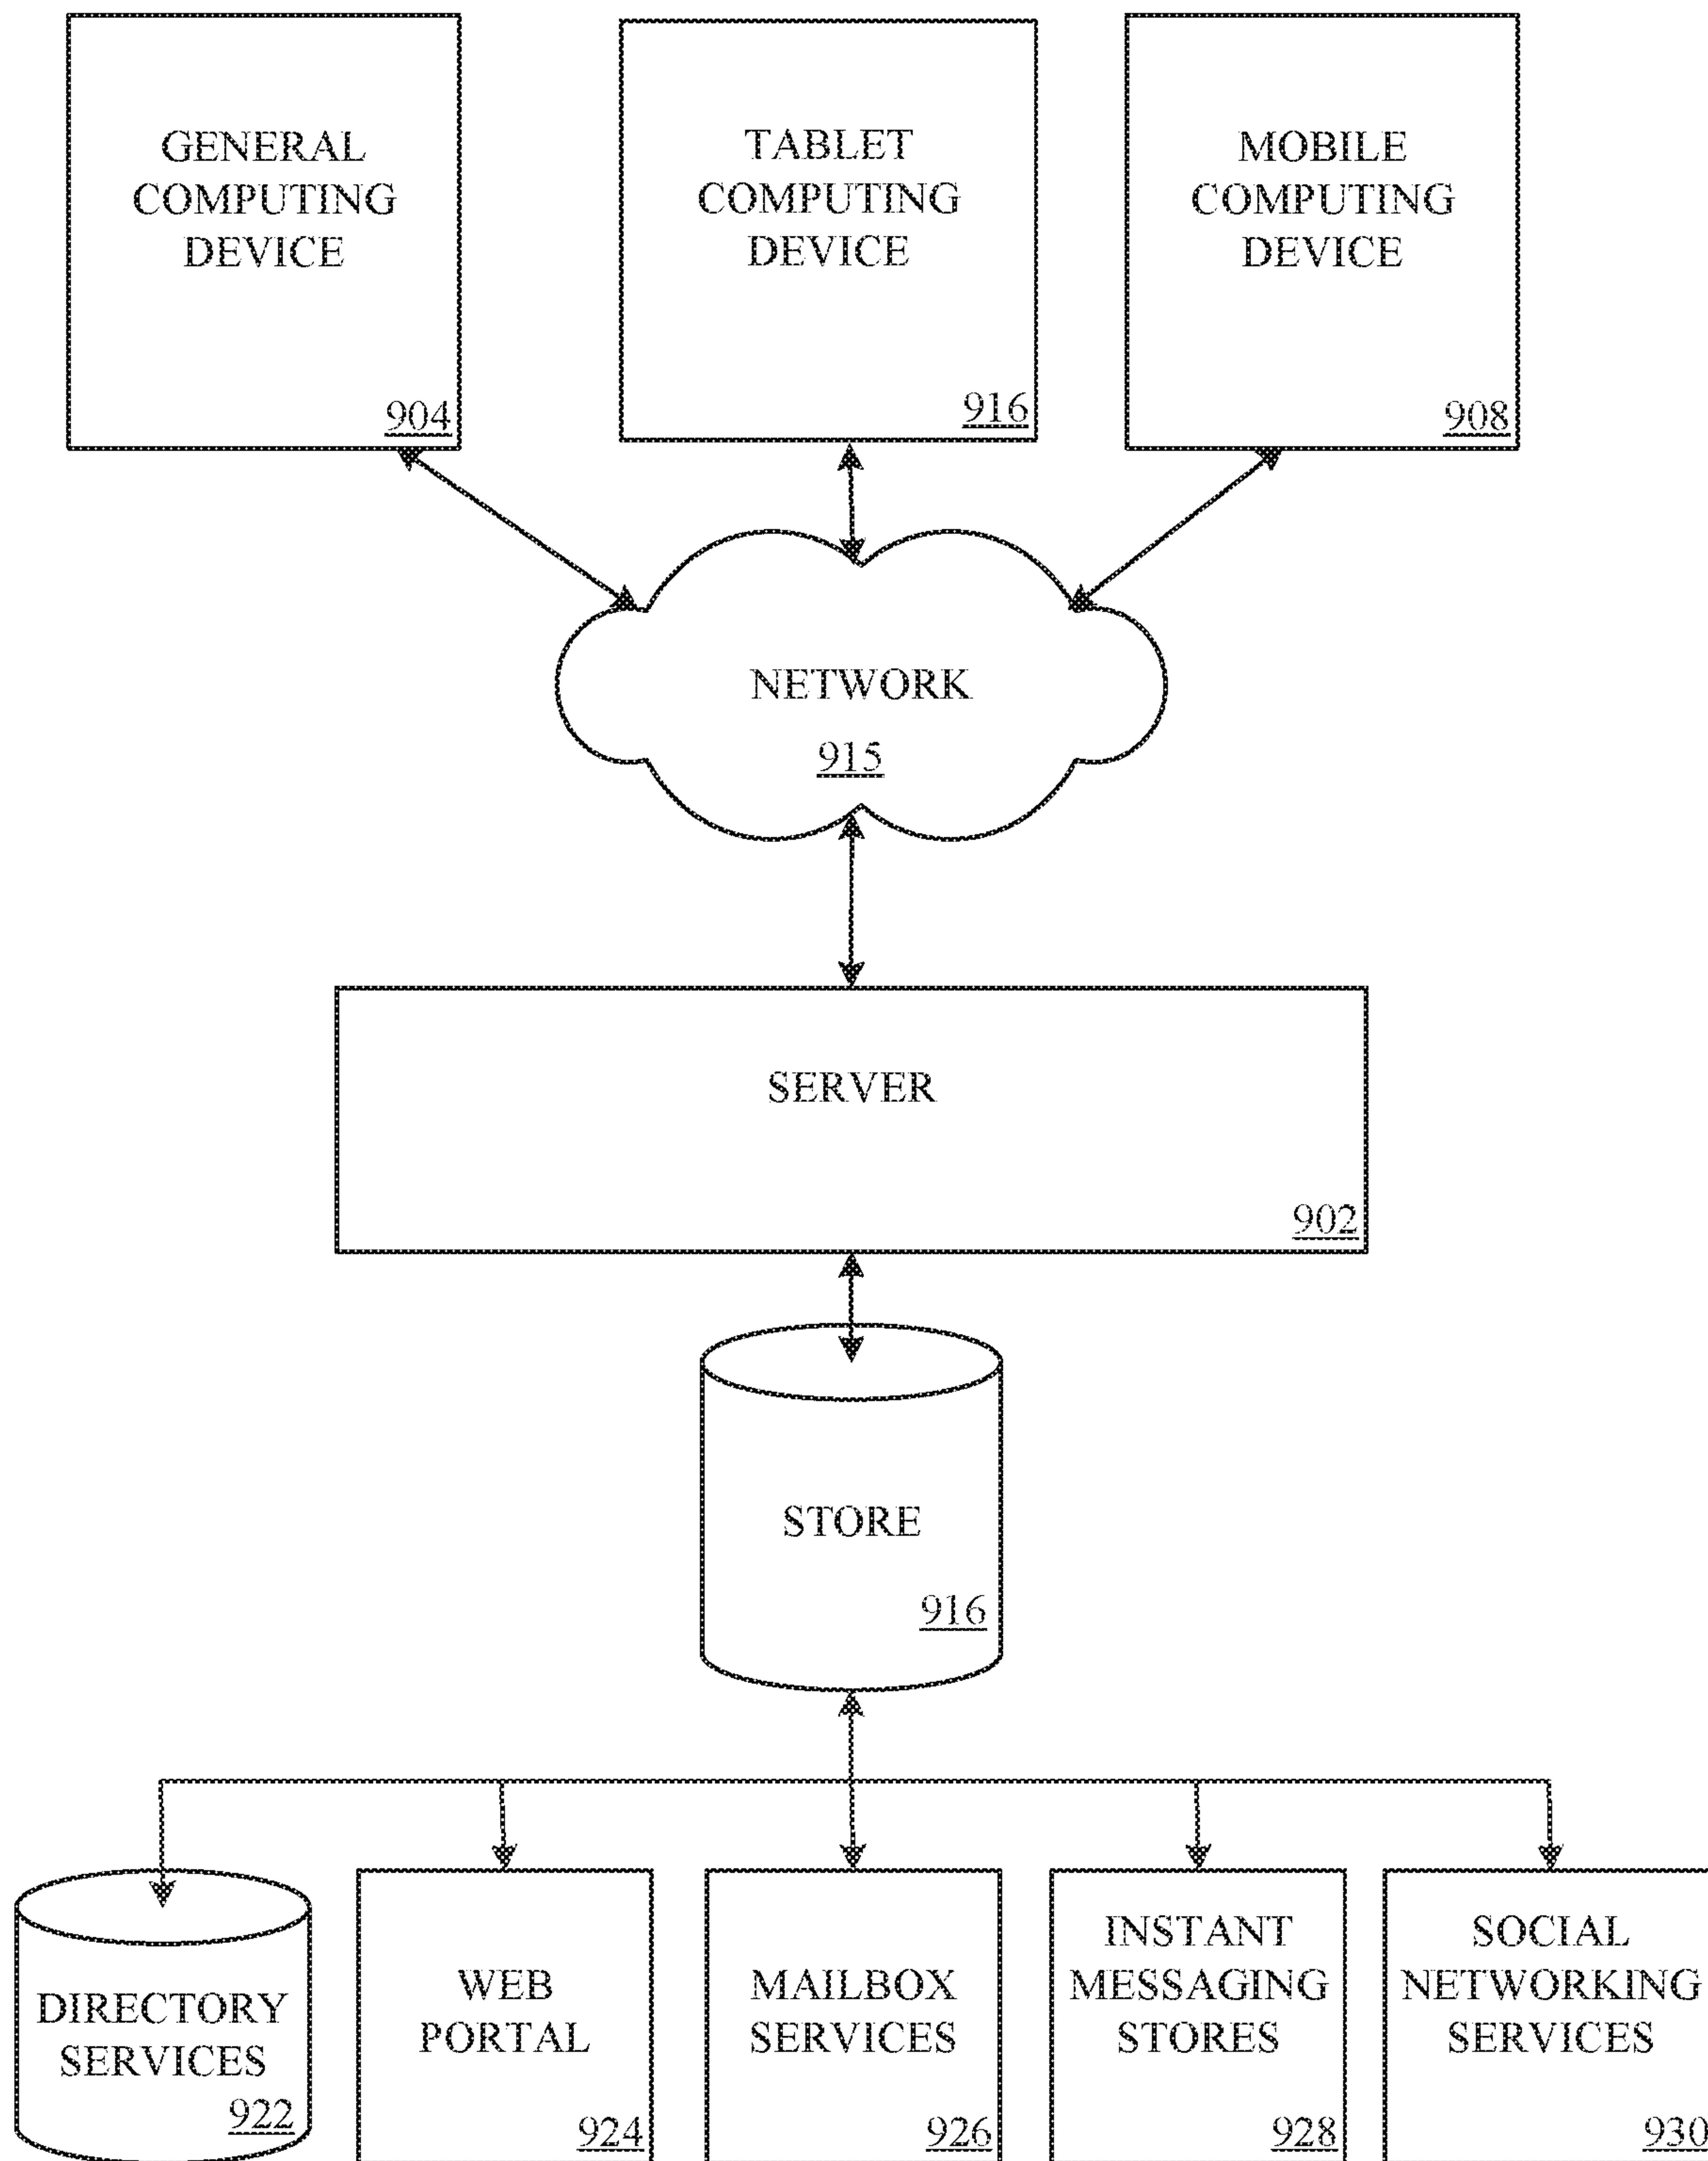 GENERAL
COMPUTING
DEVICE
904
TABLET
COMPUTING
DEVICE
916
MOBILE
COMPUTING
DEVICE
908
NETWORK
915
SERVER
902
STORE
916
DIRECTORY
SERVICES
922
WEB
PORTAL
924
MAILBOX
SERVICES
926
INSTANT
MESSAGING
STORES
928
SOCIAL
NETWORKING
SERVICES
930